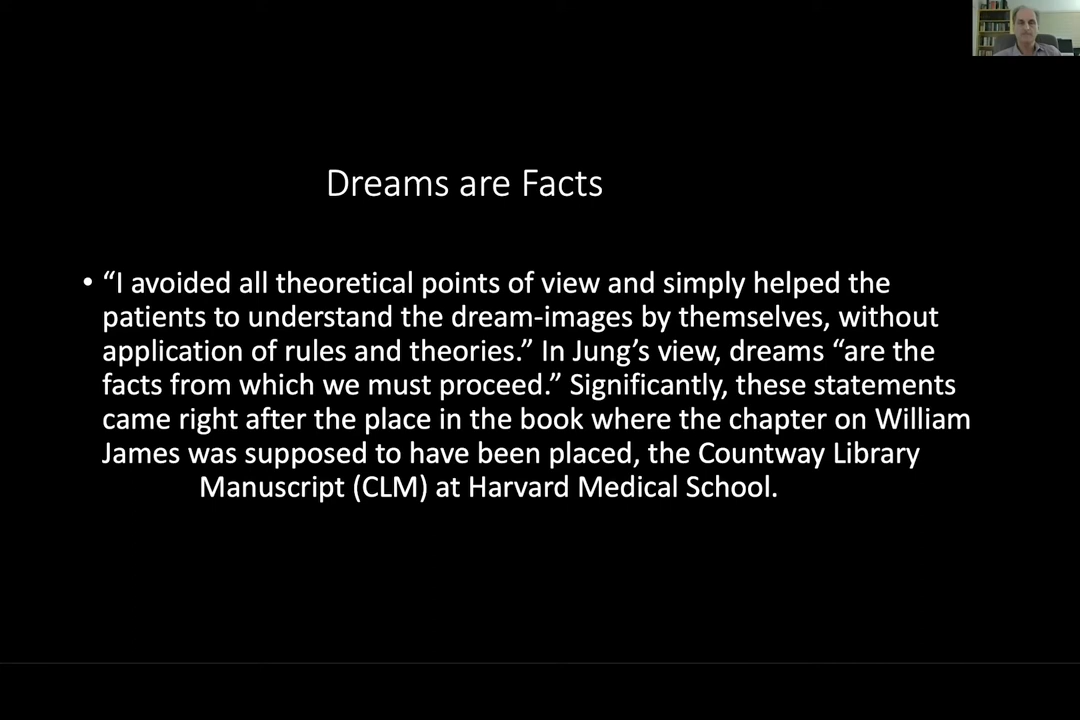 Dreams are Facts
• “I avoided all theoretical points of view and simply helped the
patients to understand the dream-images by themselves, without
application of rules and theories.” In Jung’s view, dreams “are the
facts from which we must proceed.” Significantly, these statements
came right after the place in the book where the chapter on William
James was supposed to have been placed, the Countway Library
Manuscript (CLM) at Harvard Medical School.